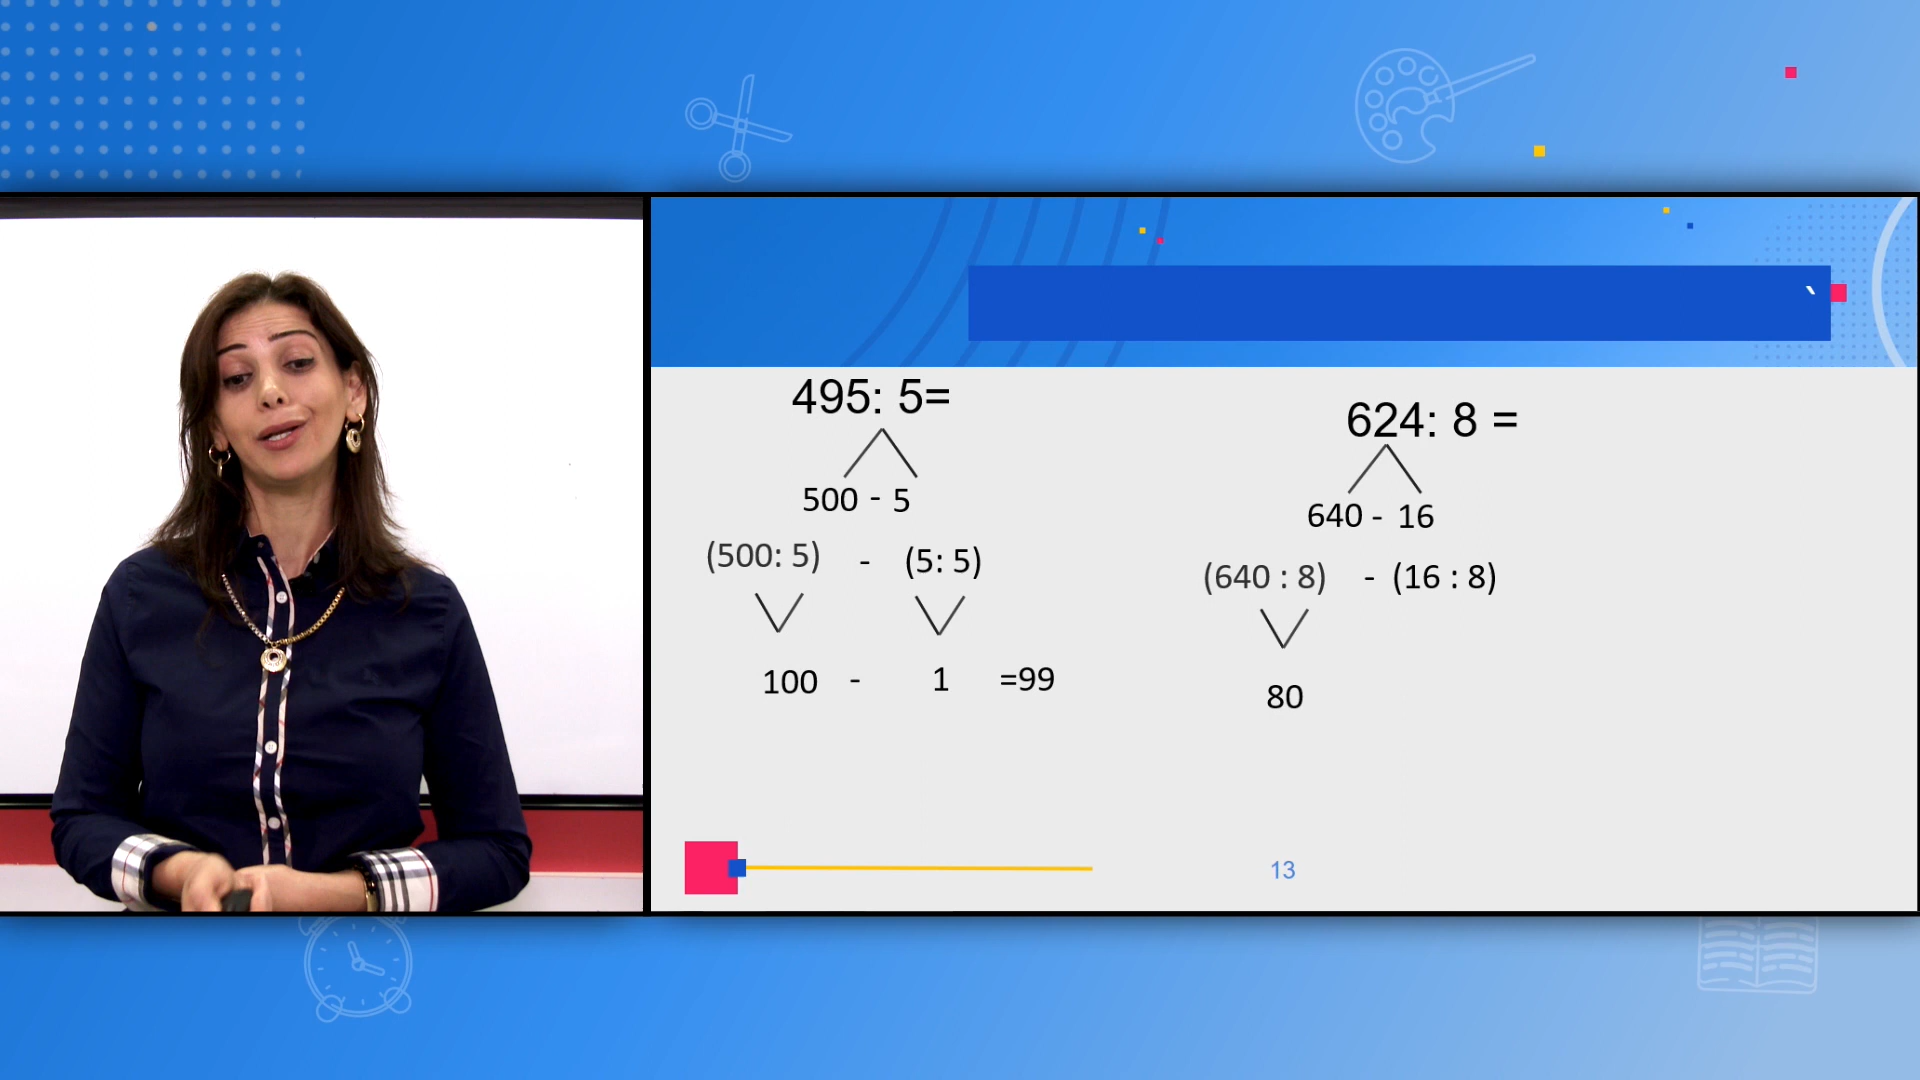 `
495: 5=
500 - 5
(500: 5) - (5: 5)
100 - 1 =99
624: 8 =
640 - 16
(640 : 8) - (16 : 8)
80
13